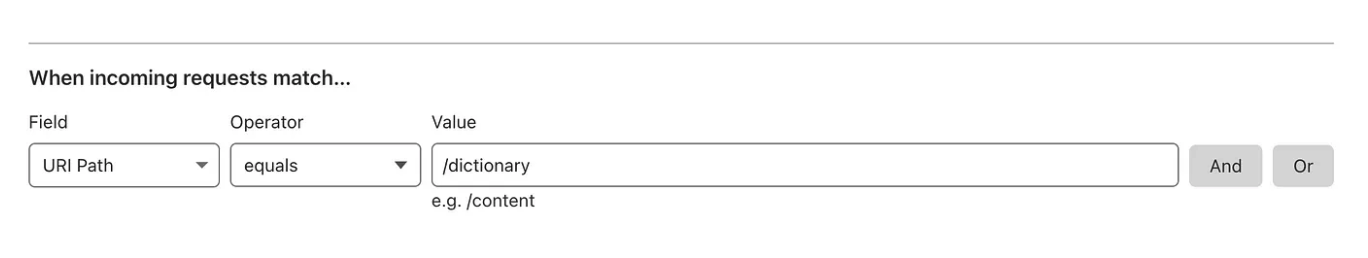 When incoming requests match...
Field Operator Value
URI Path equals /dictionary And Or
e.g. /content